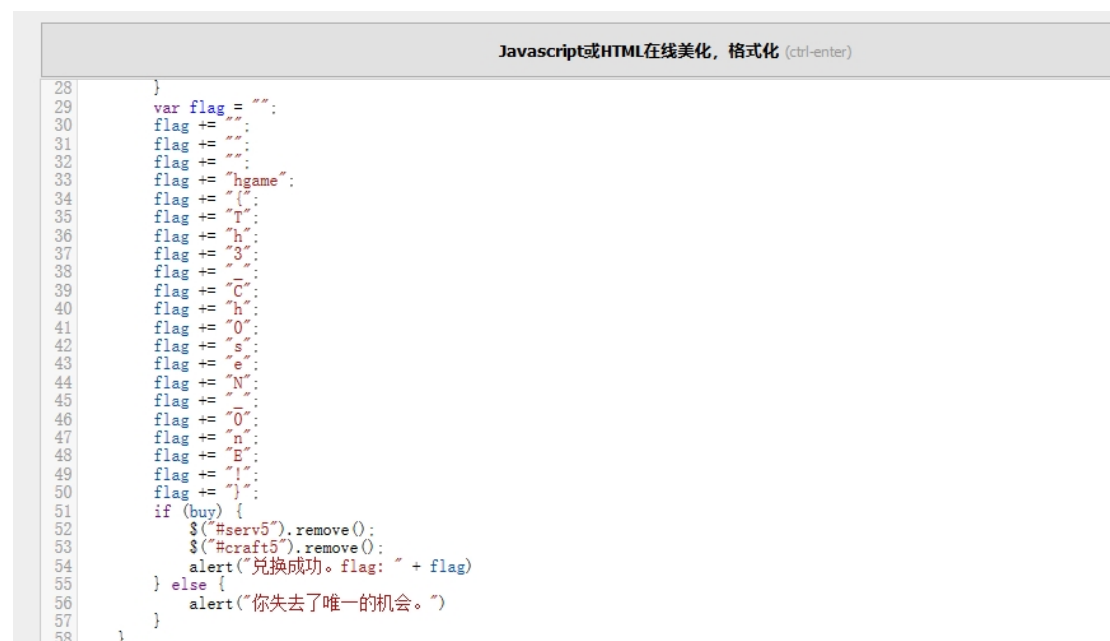 Javascript或HTML在线美化，格式化 (ctrl-enter)
28 }
29 var flag = "";
30 flag += "";
31 flag += "";
32 flag += "";
33 flag += "hgame";
34 flag += "{";
35 flag += "T";
36 flag += "h";
37 flag += "3";
38 flag += "_";
39 flag += "C";
40 flag += "h";
41 flag += "0";
42 flag += "s";
43 flag += "e";
44 flag += "N";
45 flag += "_";
46 flag += "0";
47 flag += "n";
48 flag += "E";
49 flag += "!";
50 flag += "}";
51 if (buy) {
52 $("#serv5").remove();
53 $("#craft5").remove();
54 alert("兑换成功。flag: " + flag)
55 } else {
56 alert("你失去了唯一的机会。")
57 }
58 }